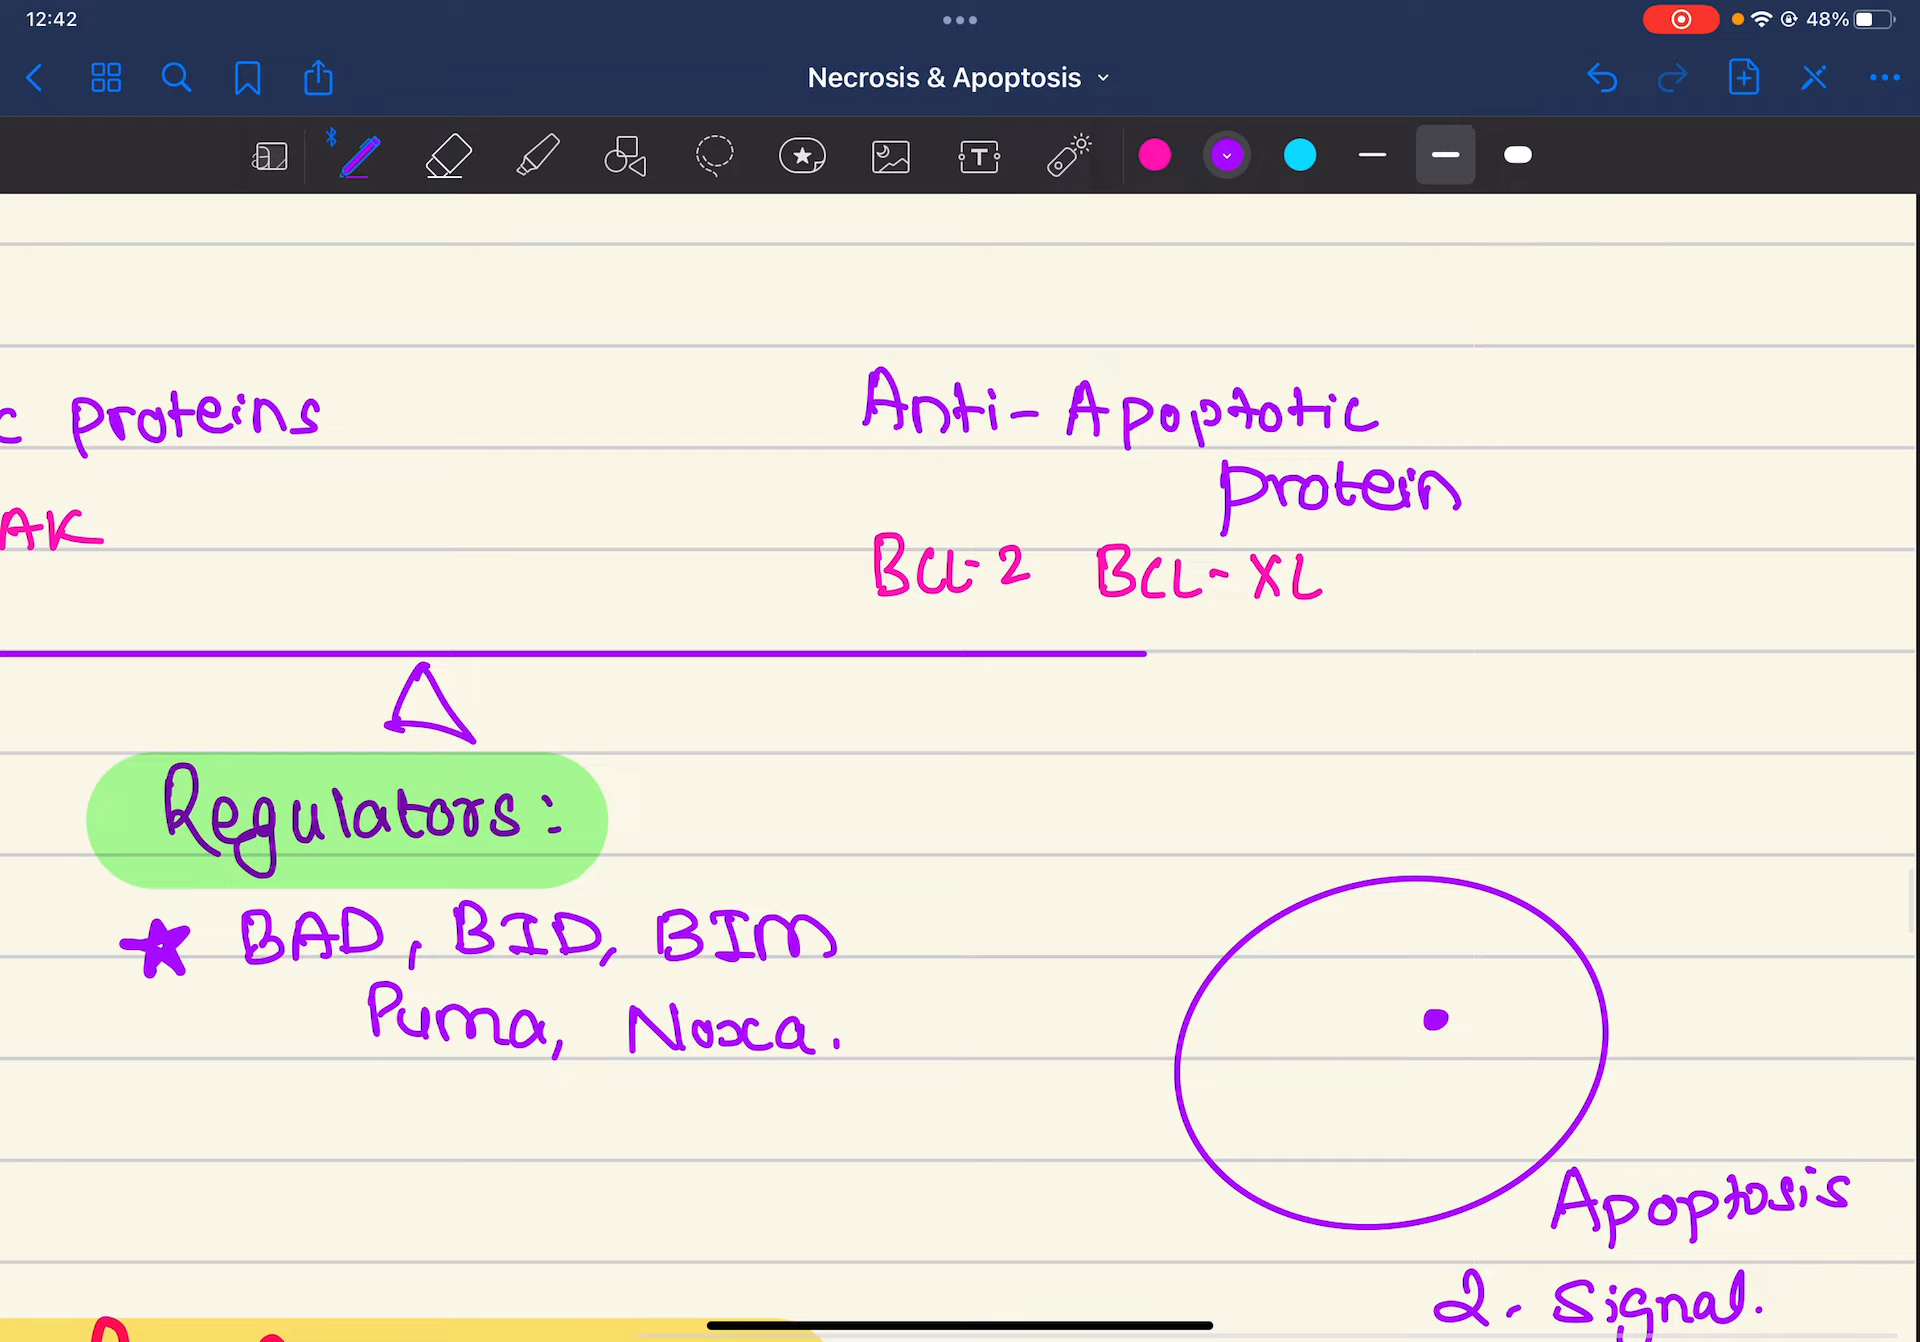 12:42
48%
Necrosis & Apoptosis
c proteins
Anti-Apoptotic
protein
AK
BCL-2 BCL-XL
Regulators:
BAD, BID, BIM
Puma, Noxa.
Apoptosis
2. Signal.